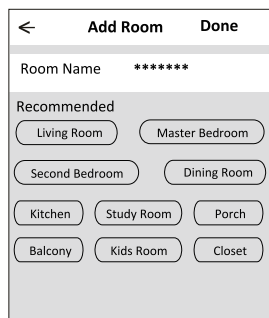 ← Add Room Done
Room Name *******
Recommended
Living Room Master Bedroom
Second Bedroom Dining Room
Kitchen Study Room Porch
Balcony Kids Room Closet